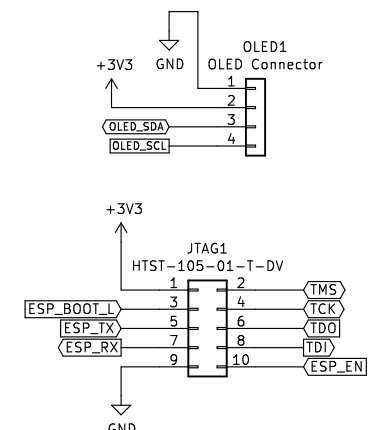 OLED1
+3V3 GND OLED Connector
1
2
OLED_SDA 3
OLED_SCL 4
+3V3
JTAG1
HTST-105-01-T-DV
1 2 TMS
ESP_BOOT_L 3 4 TCK
ESP_TX 5 6 TDO
ESP_RX 7 8 TDI
9 10 ESP_EN
GND